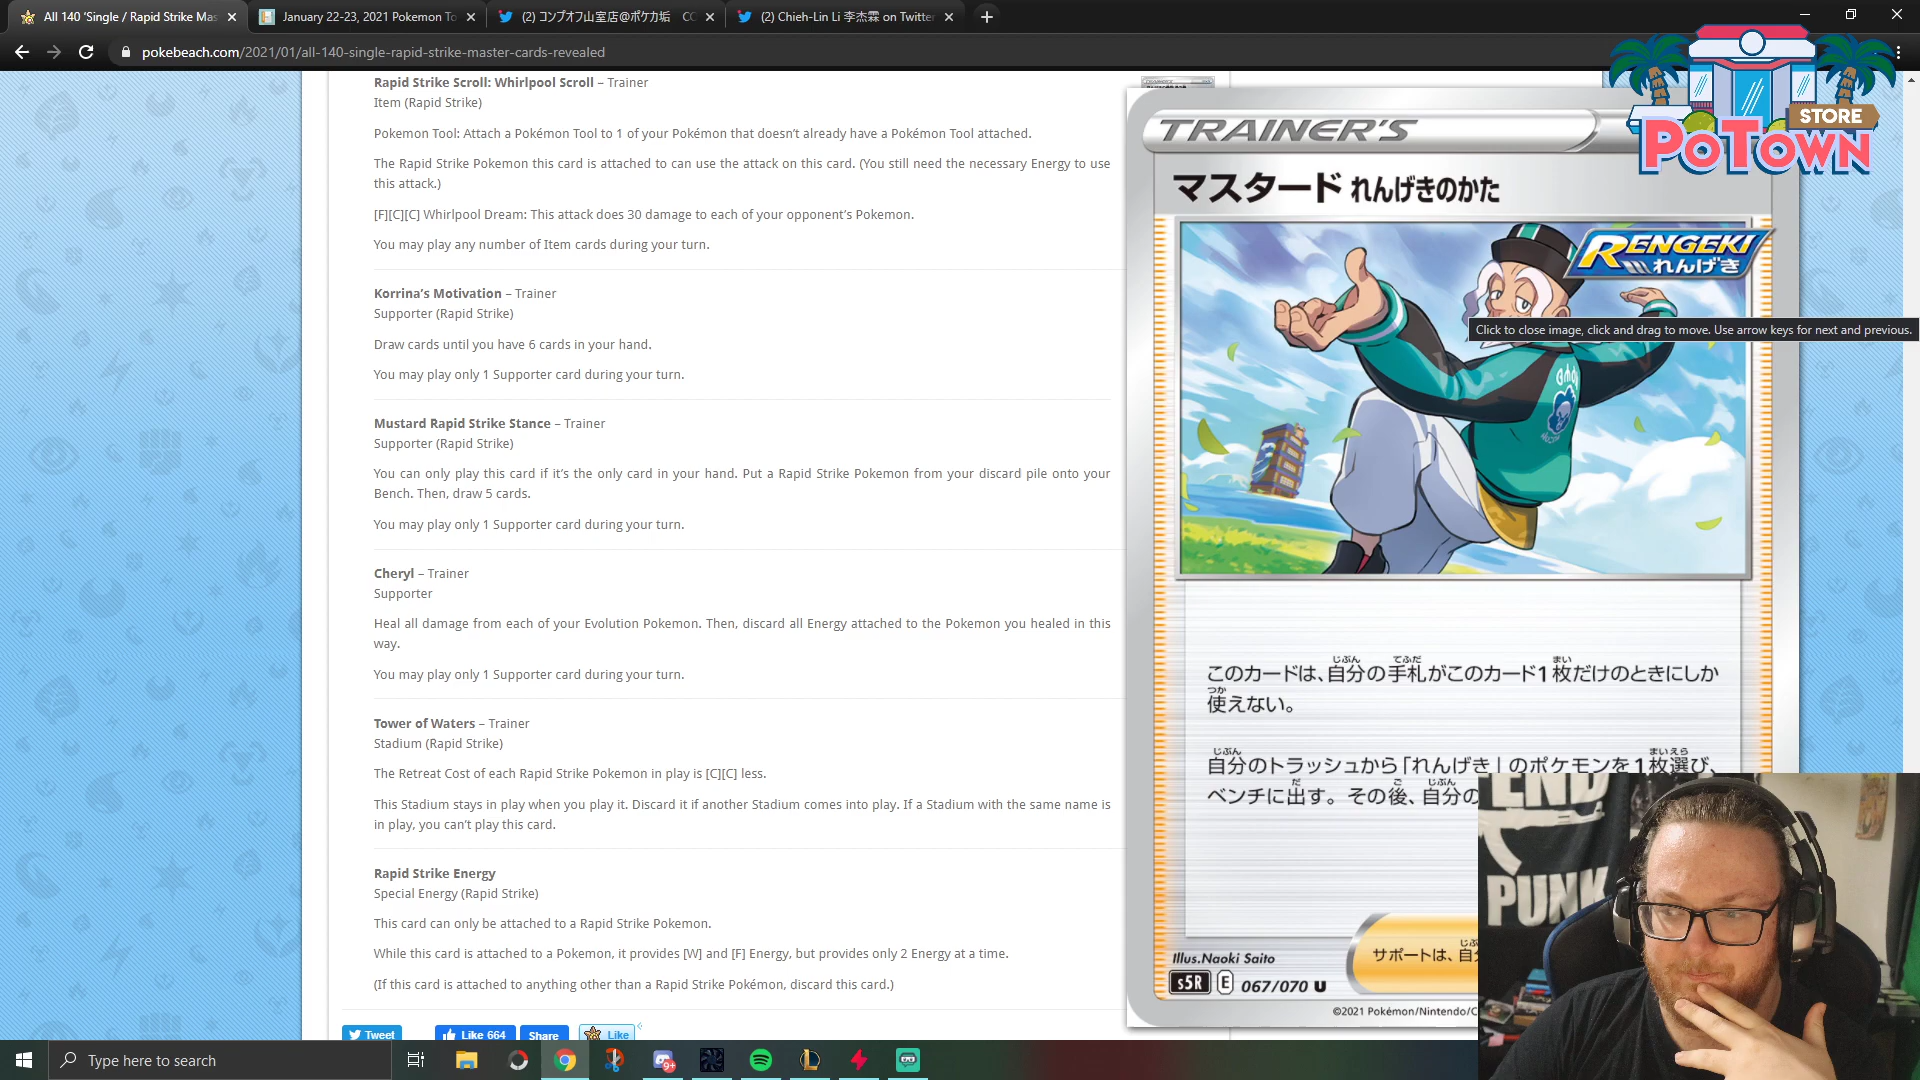 All 140 'Single / Rapid Strike Mas
January 22-23, 2021 Pokemon To
(2) コンプオフ山室店@ポケカ垢
(2) Chieh-Lin Li 李杰霖 on Twitter
pokebeach.com/2021/01/all-140-single-rapid-strike-master-cards-revealed
STORE
POTOWN
Rapid Strike Scroll: Whirlpool Scroll – Trainer
Item (Rapid Strike)
Pokemon Tool: Attach a Pokémon Tool to 1 of your Pokémon that doesn't already have a Pokémon Tool attached.
The Rapid Strike Pokemon this card is attached to can use the attack on this card. (You still need the necessary Energy to use
this attack.)
[F][C][C] Whirlpool Dream: This attack does 30 damage to each of your opponent's Pokemon.
You may play any number of Item cards during your turn.
Korrina's Motivation – Trainer
Supporter (Rapid Strike)
Draw cards until you have 6 cards in your hand.
You may play only 1 Supporter card during your turn.
Mustard Rapid Strike Stance – Trainer
Supporter (Rapid Strike)
You can only play this card if it's the only card in your hand. Put a Rapid Strike Pokemon from your discard pile onto your
Bench. Then, draw 5 cards.
You may play only 1 Supporter card during your turn.
Cheryl – Trainer
Supporter
Heal all damage from each of your Evolution Pokemon. Then, discard all Energy attached to the Pokemon you healed in this
way.
You may play only 1 Supporter card during your turn.
Tower of Waters – Trainer
Stadium (Rapid Strike)
The Retreat Cost of each Rapid Strike Pokemon in play is [C][C] less.
This Stadium stays in play when you play it. Discard it if another Stadium comes into play. If a Stadium with the same name is
in play, you can't play this card.
Rapid Strike Energy
Special Energy (Rapid Strike)
This card can only be attached to a Rapid Strike Pokemon.
While this card is attached to a Pokemon, it provides [W] and [F] Energy, but provides only 2 Energy at a time.
(If this card is attached to anything other than a Rapid Strike Pokémon, discard this card.)
Tweet
Like 664
Share
Like
TRAINER'S
マスタード れんげきのかた
RENGEKI
れんげき
Click to close image, click and drag to move. Use arrow keys for next and previous.
このカードは、自分の手札がこのカード1枚だけのときにしか
使えない。
自分のトラッシュから「れんげき」のポケモンを1枚選び、
ベンチに出す。その後、自分の
サポートは、自
Illus.Naoki Saito
s5R E 067/070 U
©2021 Pokémon/Nintendo/C
END
PUNK
Type here to search
9+